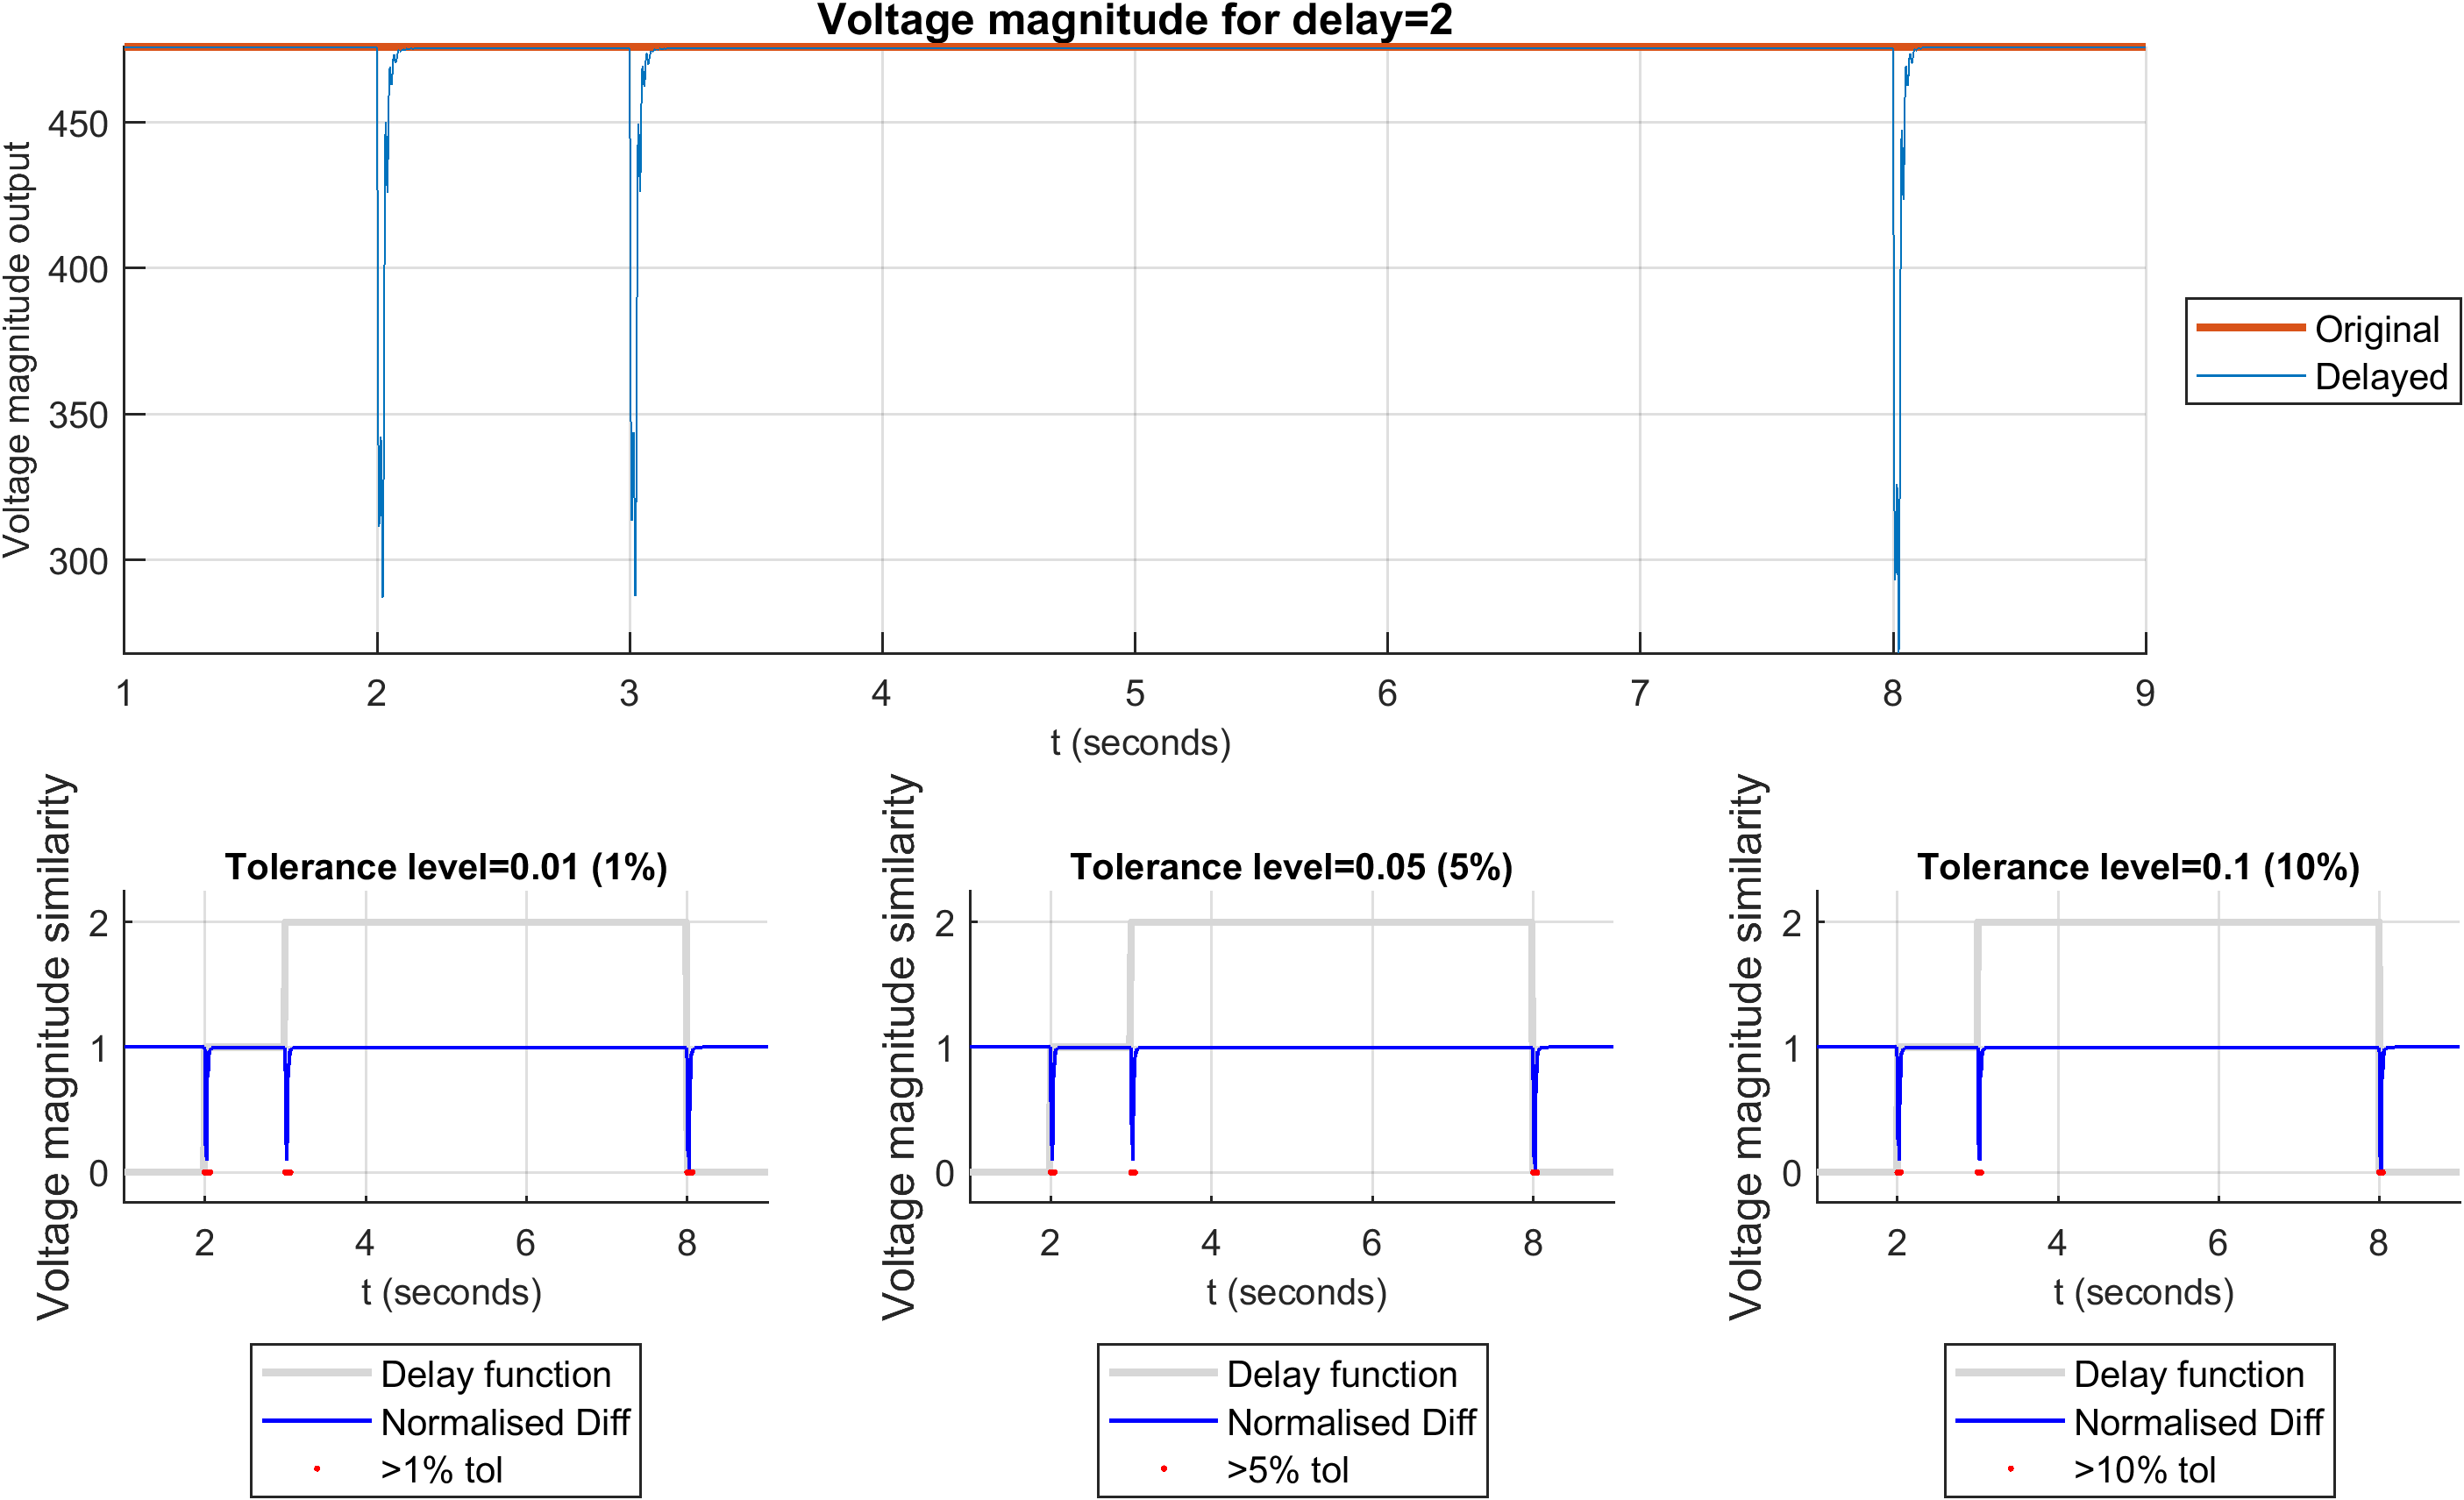 Voltage magnitude for delay=2
Voltage magnitude output
450
400
350
300
1 2 3 4 5 6 7 8 9
t (seconds)
Original
Delayed
Tolerance level=0.01 (1%)
Voltage magnitude similarity
2
1
0
2 4 6 8
t (seconds)
Delay function
Normalised Diff
>1% tol
Tolerance level=0.05 (5%)
Voltage magnitude similarity
2
1
0
2 4 6 8
t (seconds)
Delay function
Normalised Diff
>5% tol
Tolerance level=0.1 (10%)
Voltage magnitude similarity
2
1
0
2 4 6 8
t (seconds)
Delay function
Normalised Diff
>10% tol